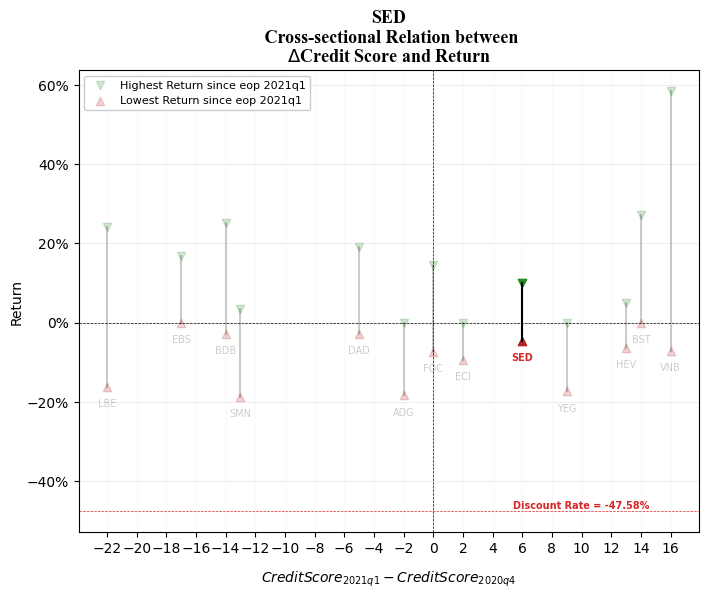 SED
Cross-sectional Relation between
ΔCredit Score and Return
Highest Return since eop 2021q1
Lowest Return since eop 2021q1
Return
60%
40%
20%
0%
−20%
−40%
LBE
EBS
BDB
SMN
DAD
ADG
FOC
ECI
SED
YEG
HEV
BST
VNB
Discount Rate = -47.58%
−22 −20 −18 −16 −14 −12 −10 −8 −6 −4 −2 0 2 4 6 8 10 12 14 16
CreditScore2021q1 − CreditScore2020q4